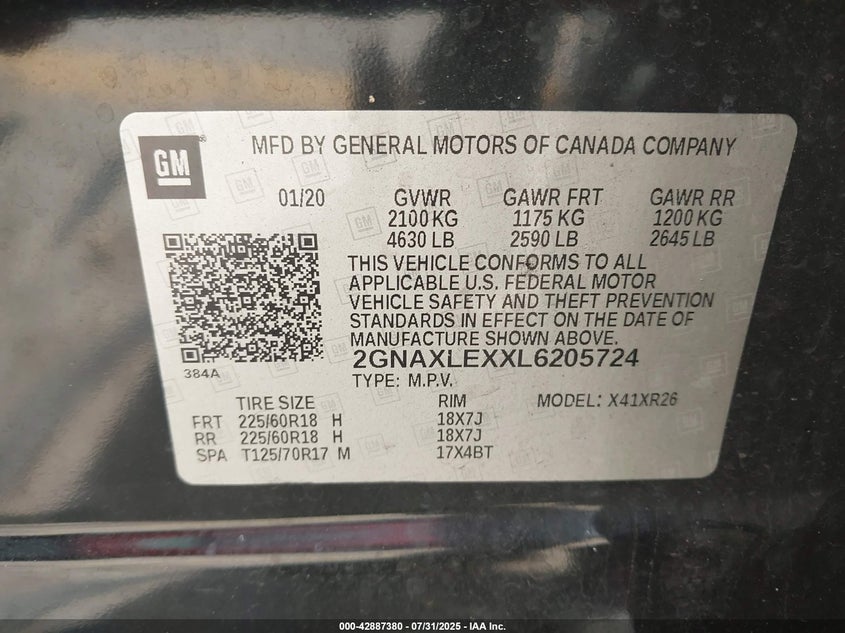 GM
MFD BY GENERAL MOTORS OF CANADA COMPANY
01/20 GVWR GAWR FRT GAWR RR
2100 KG 1175 KG 1200 KG
4630 LB 2590 LB 2645 LB
THIS VEHICLE CONFORMS TO ALL
APPLICABLE U.S. FEDERAL MOTOR
VEHICLE SAFETY AND THEFT PREVENTION
STANDARDS IN EFFECT ON THE DATE OF
MANUFACTURE SHOWN ABOVE.
384A
2GNAXLEXXL6205724
TYPE: M.P.V.
TIRE SIZE RIM MODEL: X41XR26
FRT 225/60R18 H 18X7J
RR 225/60R18 H 18X7J
SPA T125/70R17 M 17X4BT
000-42887380 - 07/31/2025 - IAA Inc.